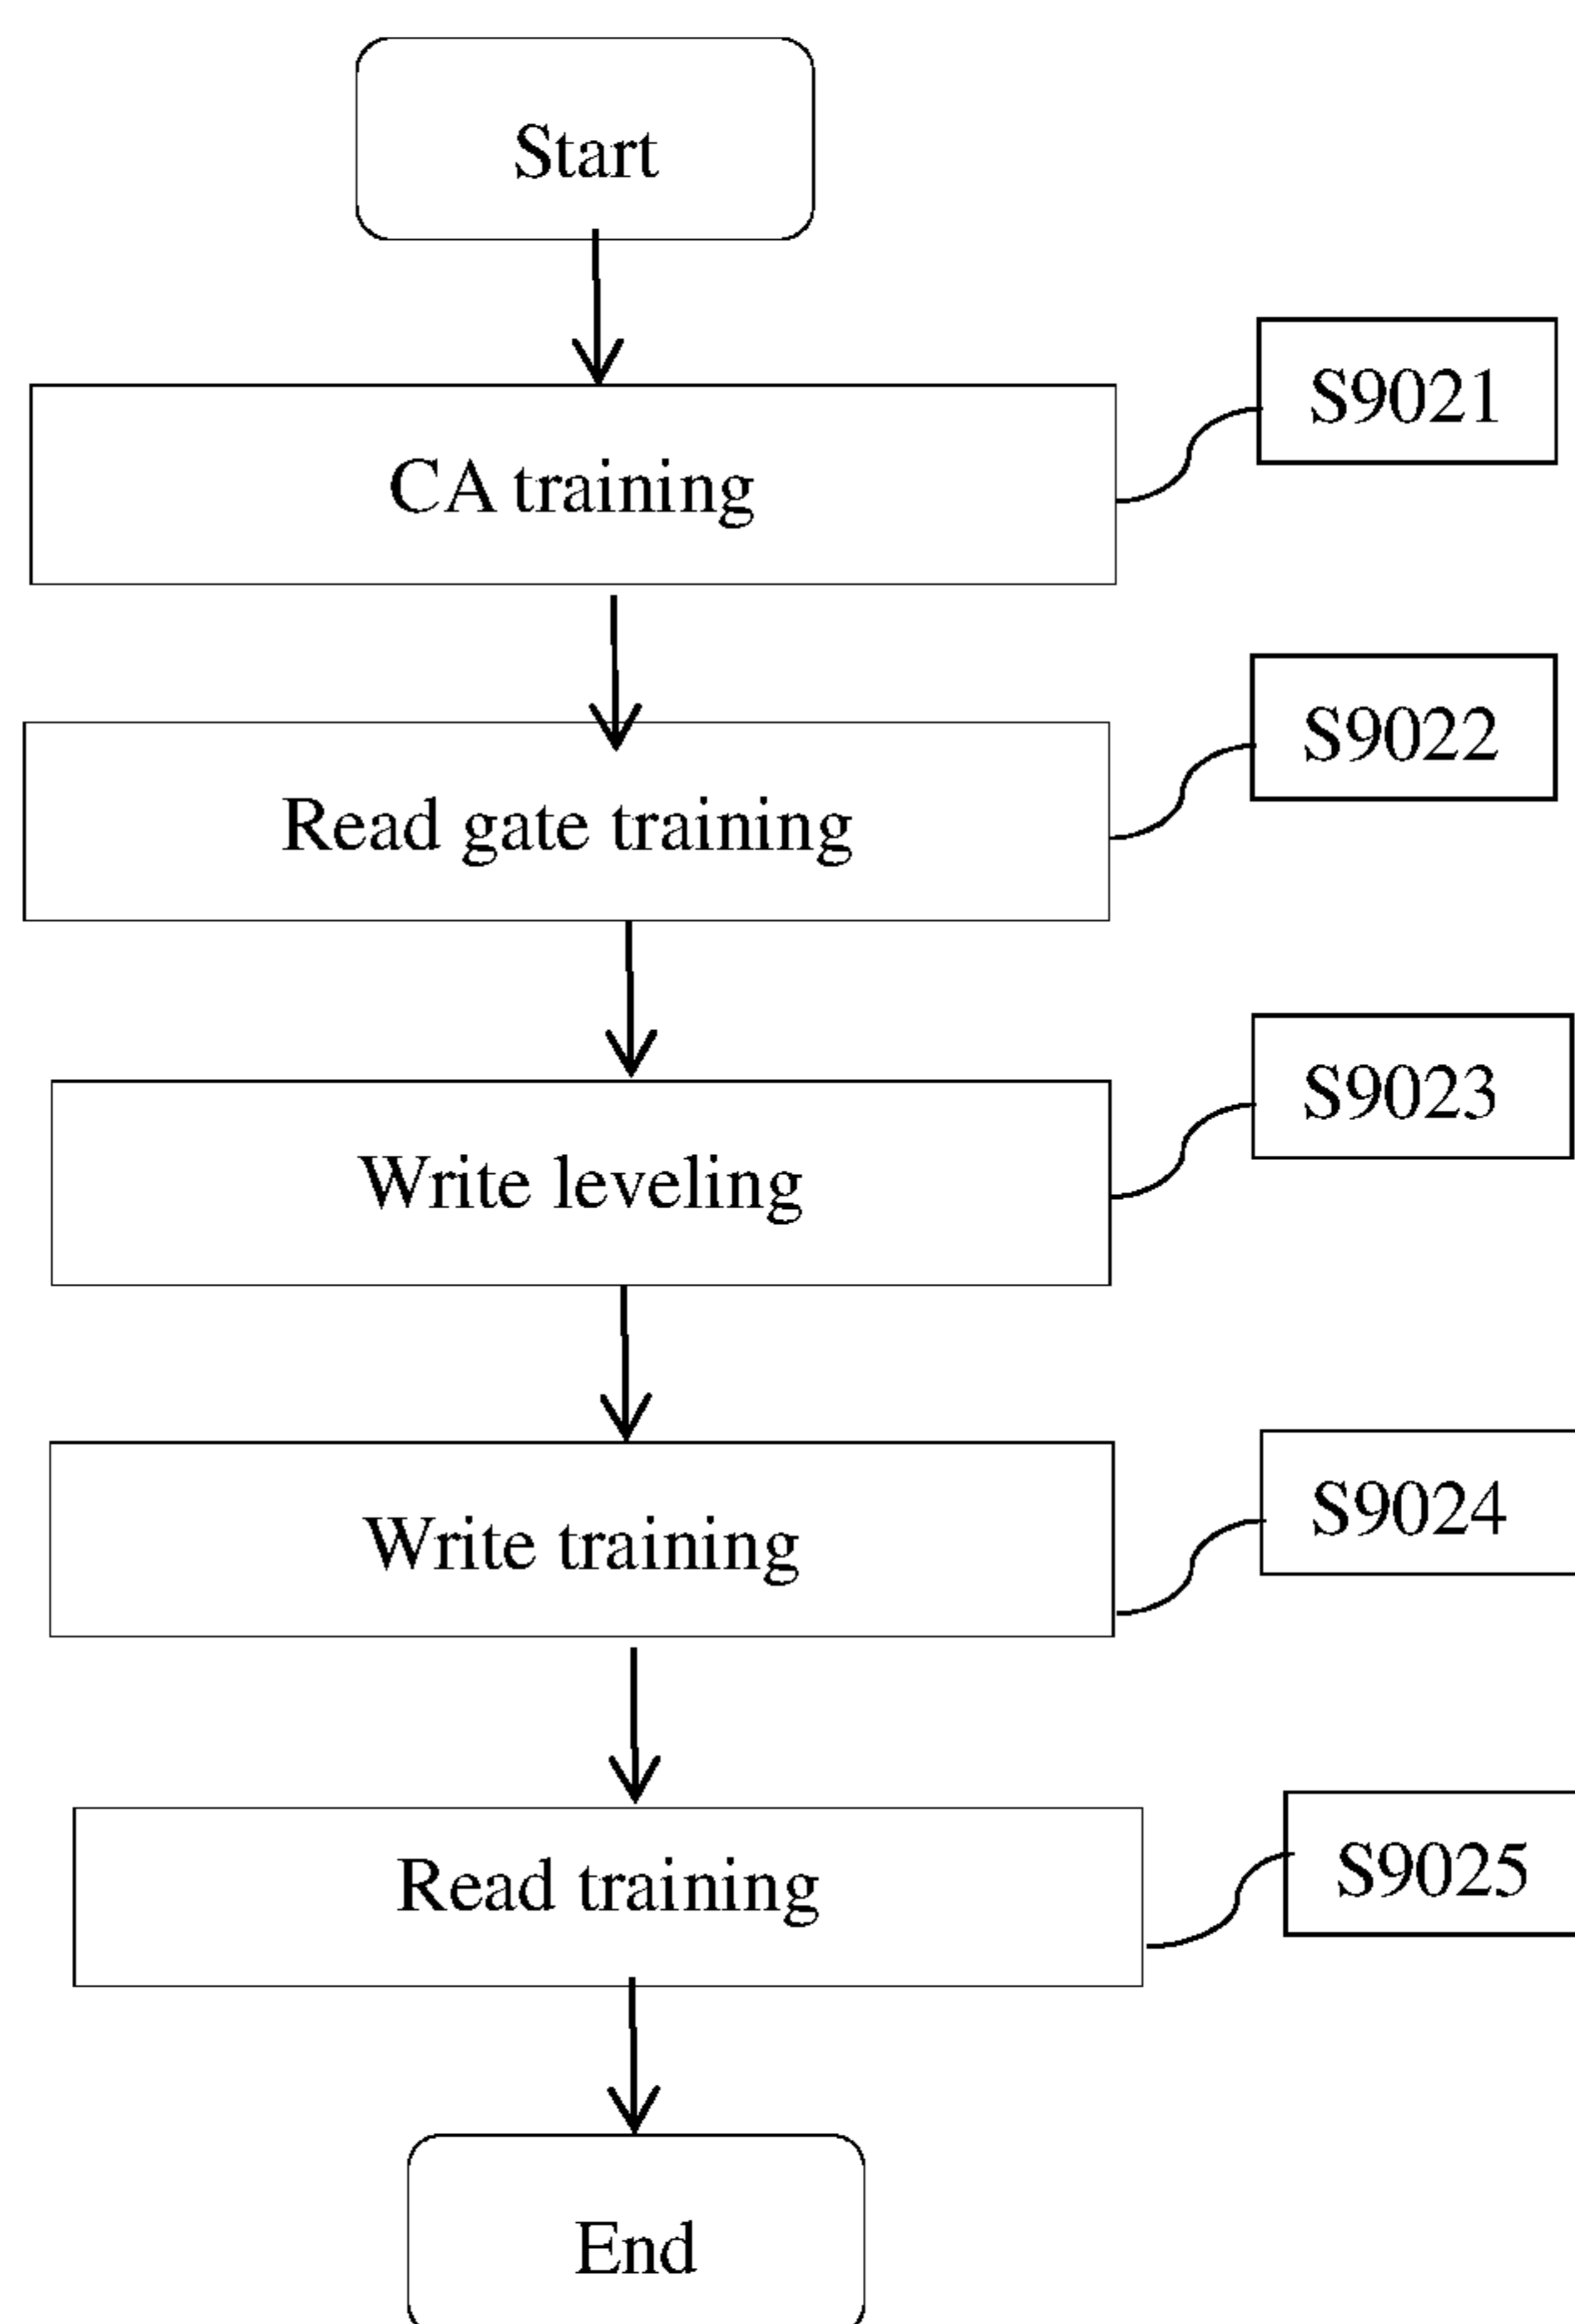 Start
S9021
CA training
S9022
Read gate training
S9023
Write leveling
S9024
Write training
S9025
Read training
End